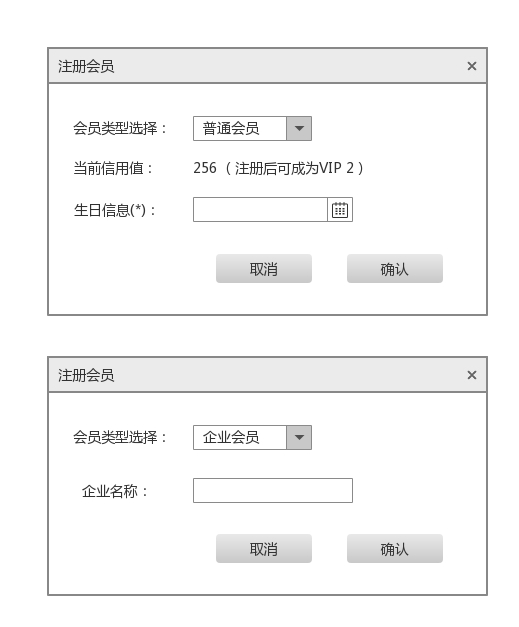 注册会员 ×
会员类型选择： 普通会员
当前信用值： 256 （ 注册后可成为VIP 2 ）
生日信息(*)：
取消 确认
注册会员 ×
会员类型选择： 企业会员
企业名称：
取消 确认